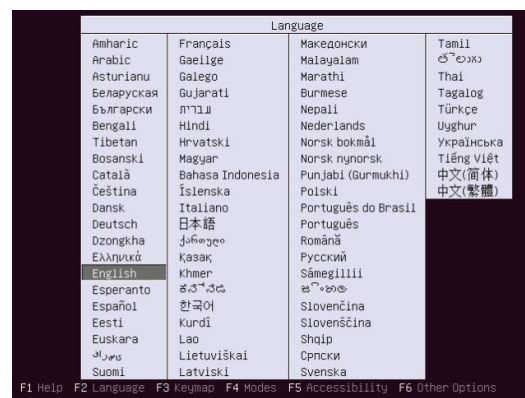 Language
Amharic
Arabic
Asturianu
Беларуская
Български
Bengali
Tibetan
Bosanski
Català
Čeština
Dansk
Deutsch
Dzongkha
Ελληνικά
English
Esperanto
Español
Eesti
Euskara
Suomi
Français
Gaeilge
Galego
Gujarati
עברית
Hindi
Hrvatski
Magyar
Bahasa Indonesia
Íslenska
Italiano
日本語
ქართული
Қазақ
Khmer
ಕನ್ನಡ
한국어
Kurdî
Lao
Lietuviškai
Latviski
Македонски
Malayalam
Marathi
Burmese
Nepali
Nederlands
Norsk bokmål
Norsk nynorsk
Punjabi (Gurmukhi)
Polski
Português do Brasil
Português
Română
Русский
Sámegillii
Slovenčina
Slovenščina
Shqip
Српски
Svenska
Tamil
Thai
Tagalog
Türkçe
Uyghur
Українська
Tiếng Việt
中文(简体)
中文(繁體)
F1 Help F2 Language F3 Keymap F4 Modes F5 Accessibility F6 Other Options